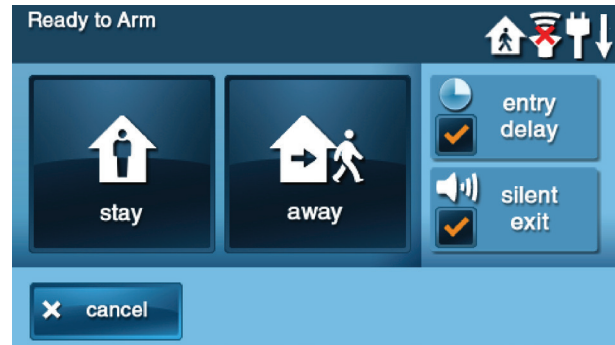 Ready to Arm
stay
away
entry
delay
silent
exit
cancel